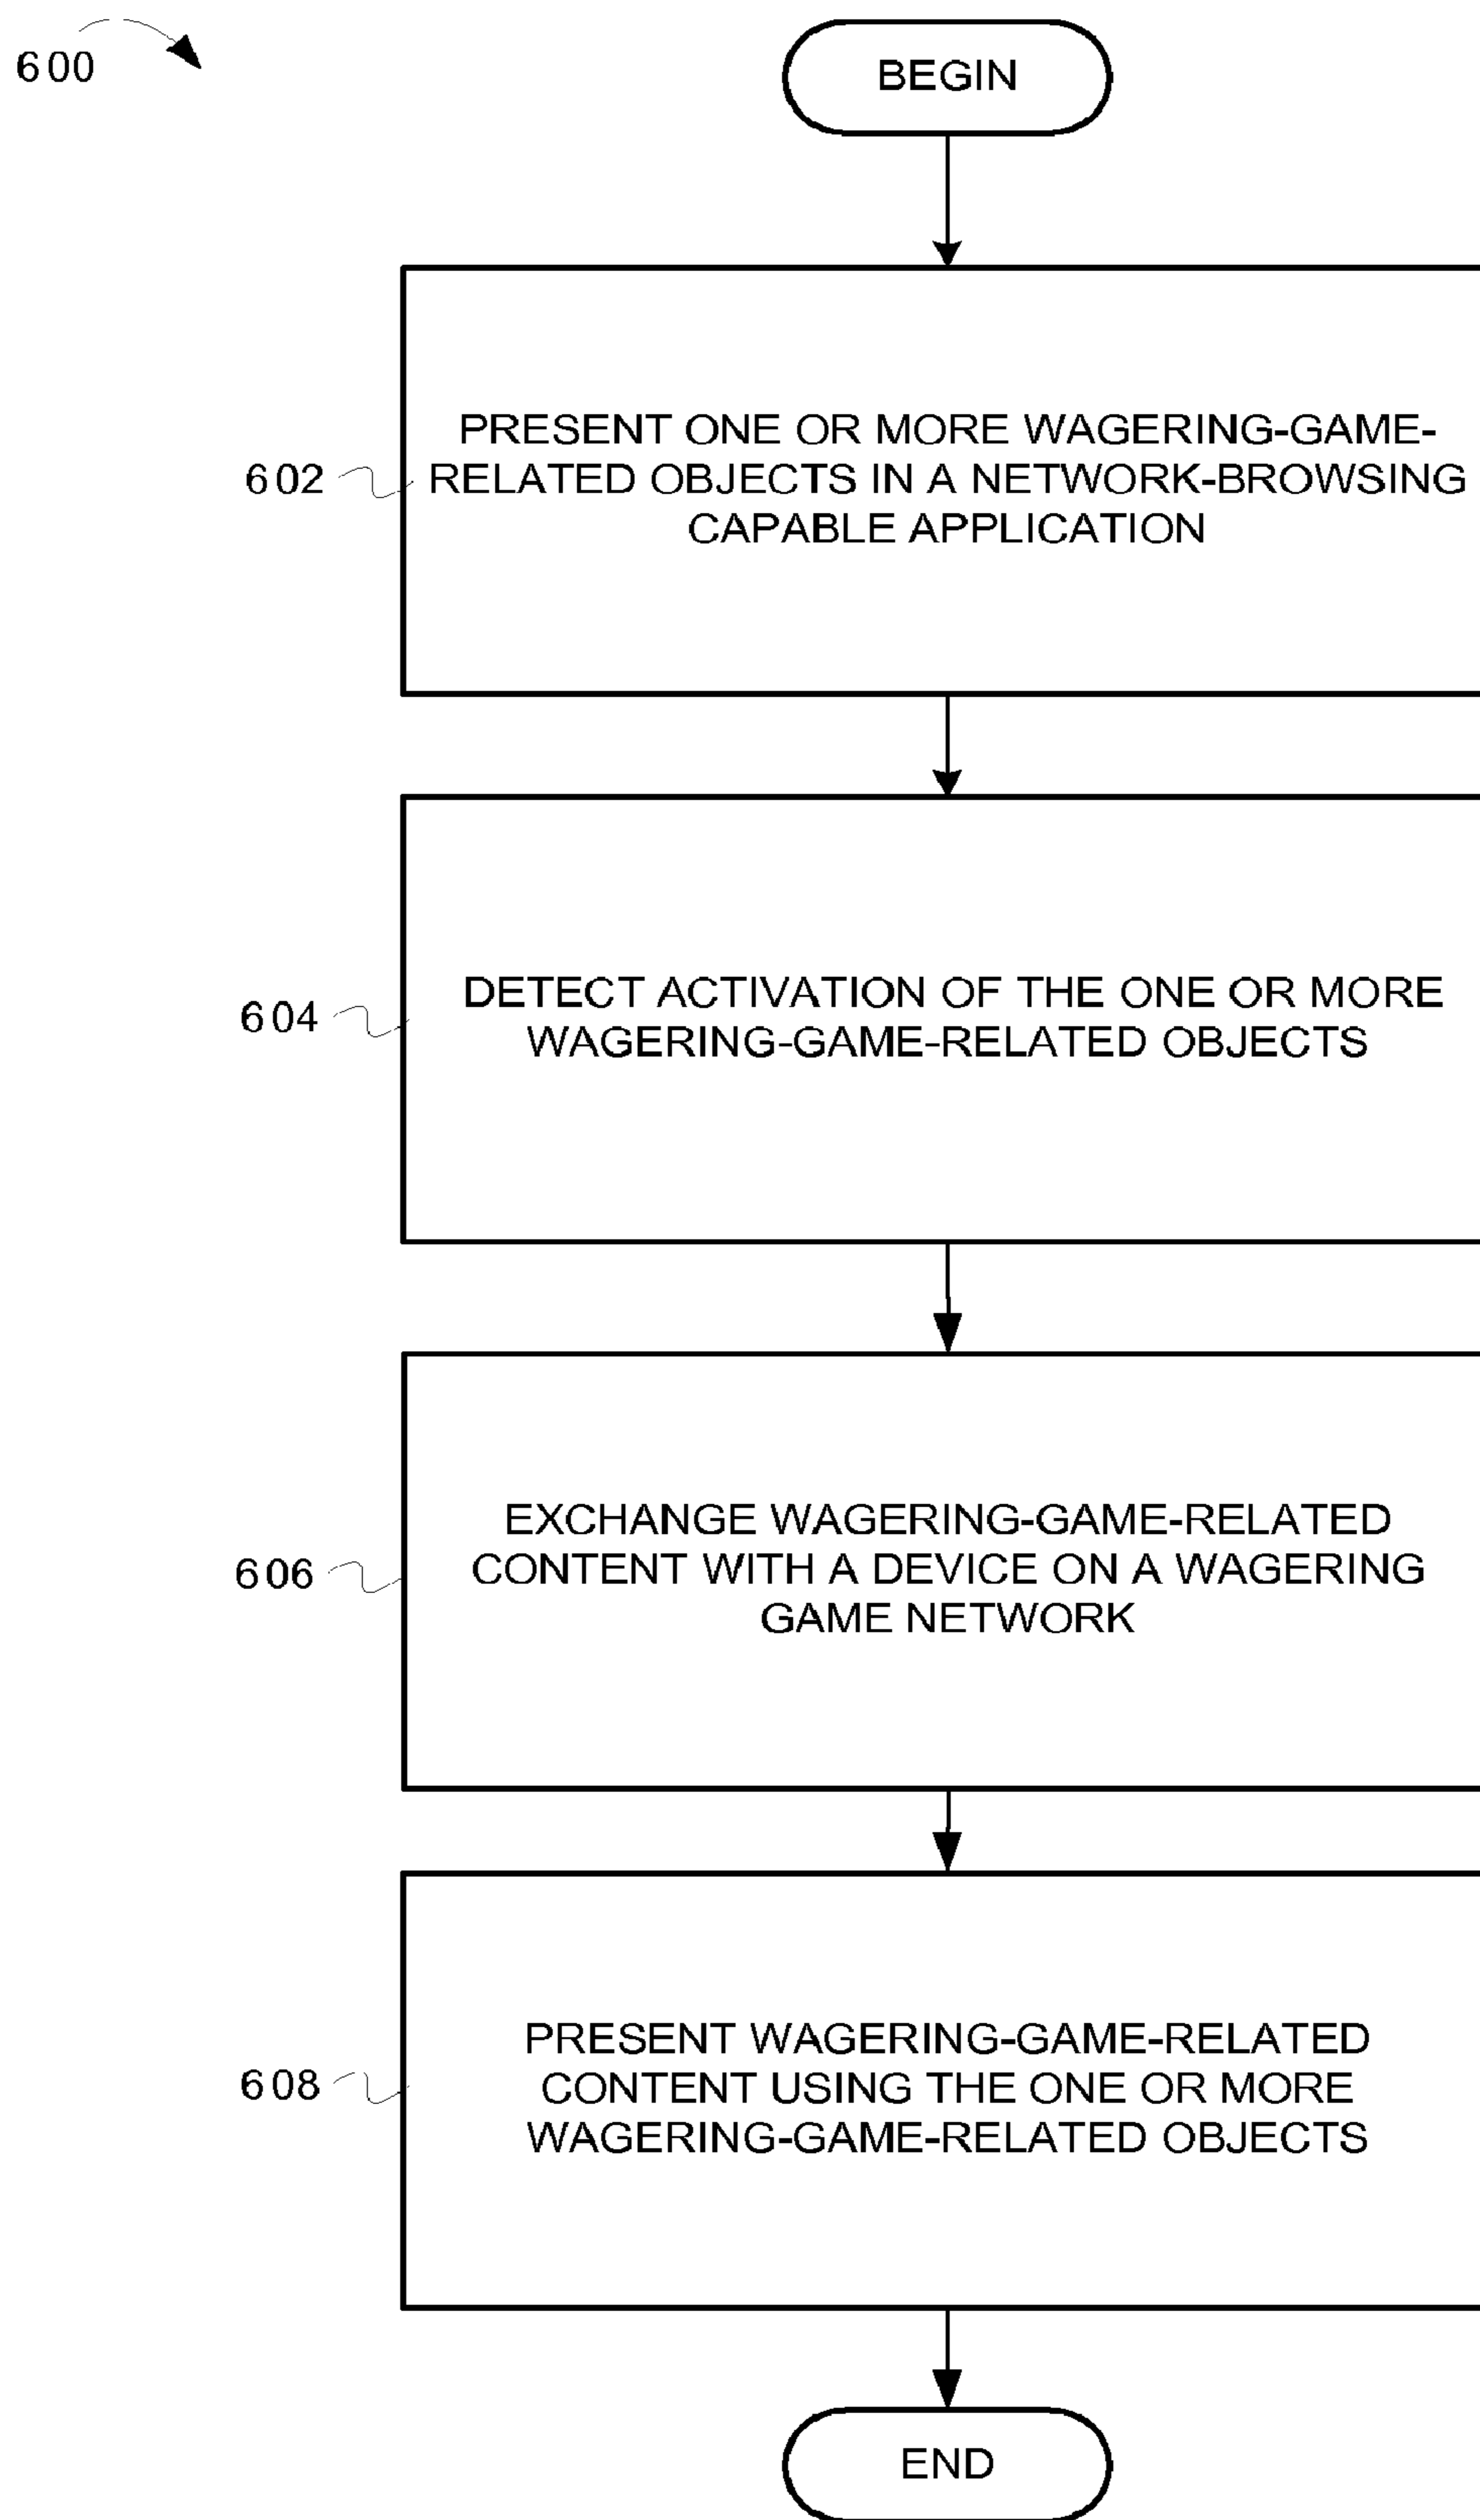 600
BEGIN
PRESENT ONE OR MORE WAGERING-GAME-
602
RELATED OBJECTS IN A NETWORK-BROWSING
CAPABLE APPLICATION
DETECT ACTIVATION OF THE ONE OR MORE
604
WAGERING-GAME-RELATED OBJECTS
EXCHANGE WAGERING-GAME-RELATED
606
CONTENT WITH A DEVICE ON A WAGERING
GAME NETWORK
PRESENT WAGERING-GAME-RELATED
608
CONTENT USING THE ONE OR MORE
WAGERING-GAME-RELATED OBJECTS
END